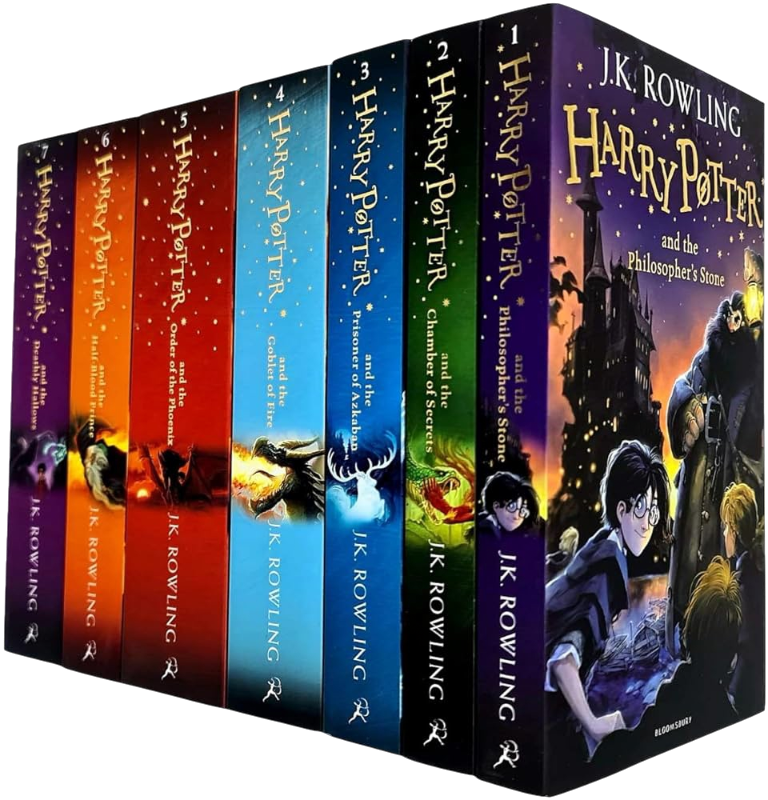 7
HARRY POTTER
and the
Deathly Hallows
J.K. ROWLING
6
HARRY POTTER
and the
Half-Blood Prince
J.K. ROWLING
5
HARRY POTTER
and the
Order of the Phoenix
J.K. ROWLING
4
HARRY POTTER
and the
Goblet of Fire
J.K. ROWLING
3
HARRY POTTER
and the
Prisoner of Azkaban
J.K. ROWLING
2
HARRY POTTER
and the
Chamber of Secrets
J.K. ROWLING
1
HARRY POTTER
and the
Philosopher's Stone
J.K. ROWLING
J.K. ROWLING
HARRY POTTER
and the
Philosopher's Stone
BLOOMSBURY